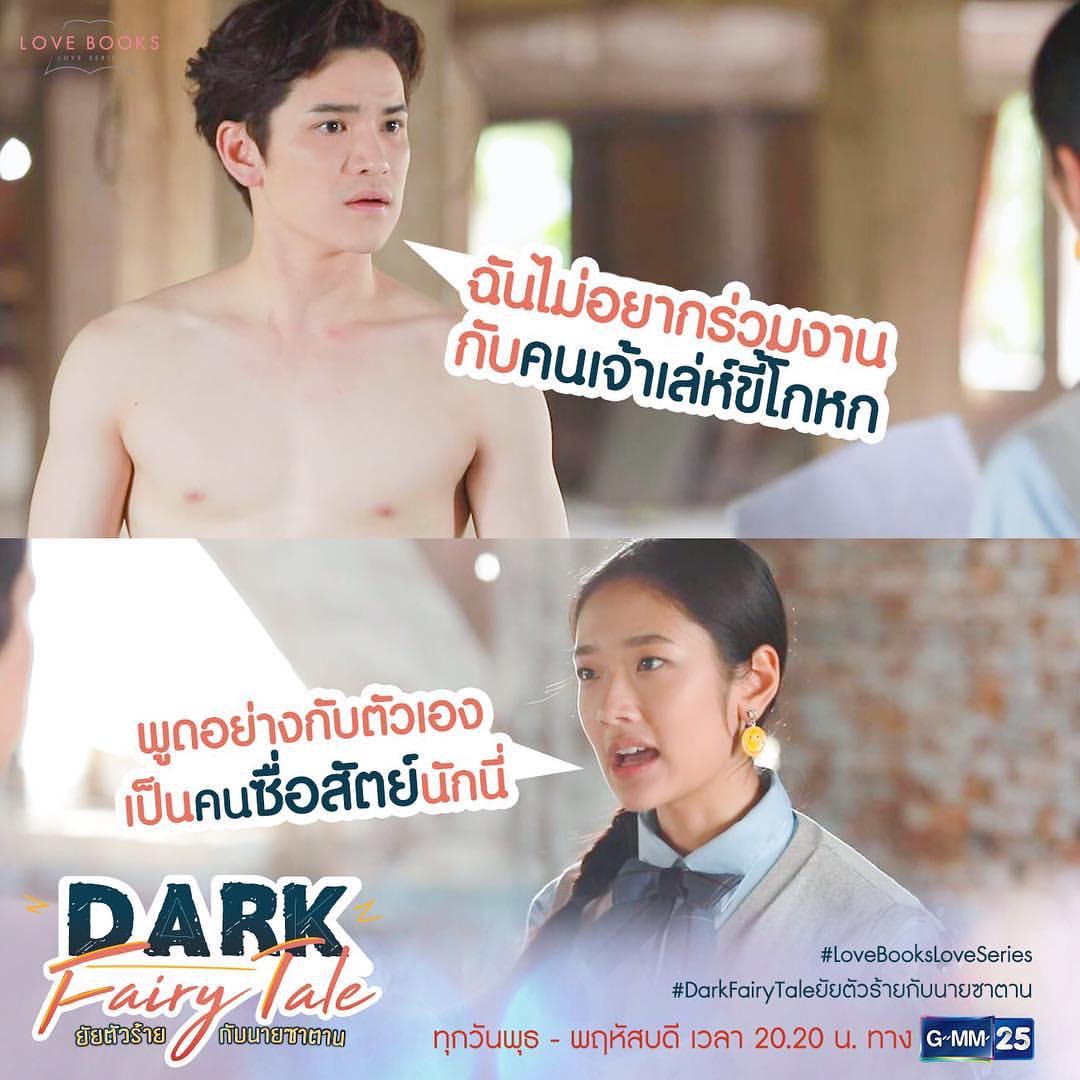 LOVE BOOKS
LOVE SERIES
ฉันไม่อยากร่วมงาน
กับคนเจ้าเล่ห์ขี้โกหก
พูดอย่างกับตัวเอง
เป็นคนซื่อสัตย์นักนี่
DARK
Fairy Tale
ยัยตัวร้าย กับนายซาตาน
#LoveBooksLoveSeries
#DarkFairyTaleยัยตัวร้ายกับนายซาตาน
ทุกวันพุธ - พฤหัสบดี เวลา 20.20 น. ทาง GMM 25